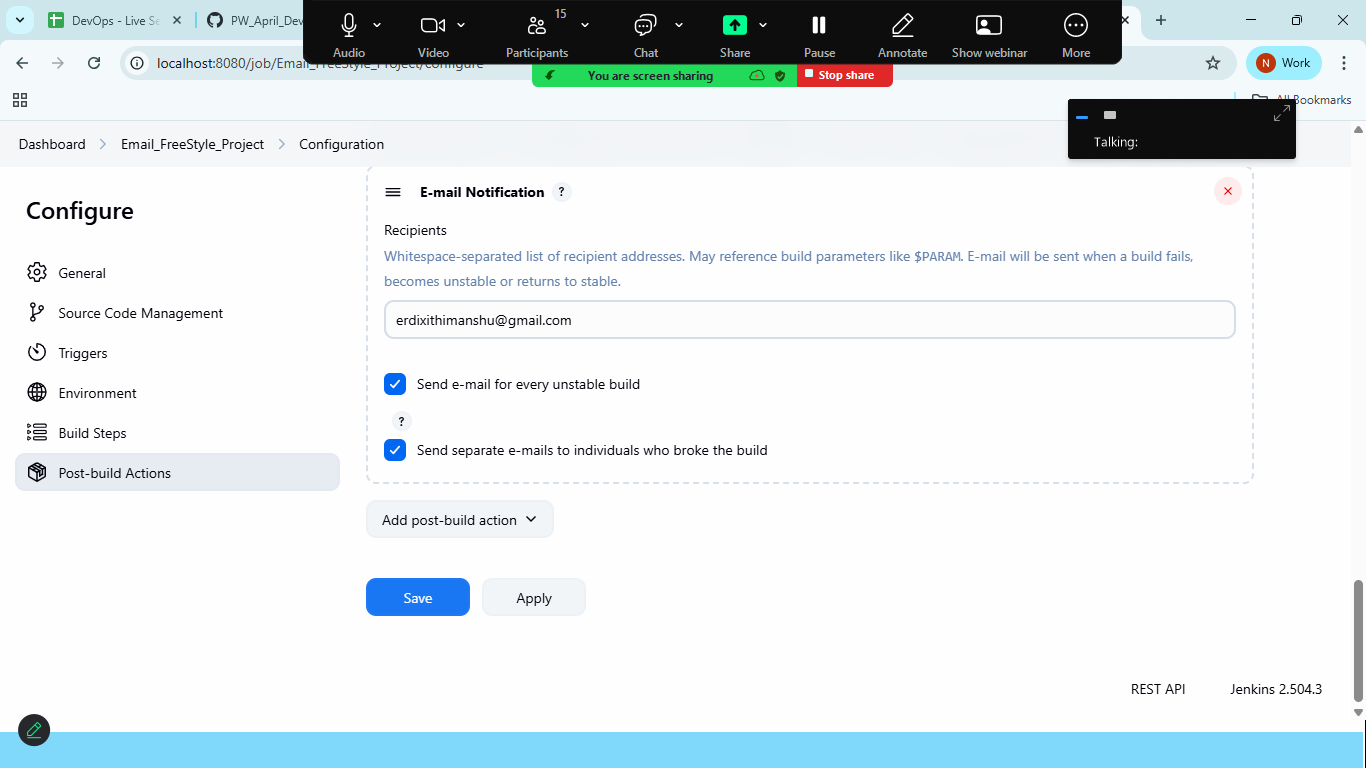 DevOps - Live Se
PW_April_Dev
15
Audio
Video
Participants
Chat
Share
Pause
Annotate
Show webinar
More
localhost:8080/job/Email_FreeStyle_Project/configure
You are screen sharing
Stop share
N
Work
All Bookmarks
Talking:
Dashboard
Email_FreeStyle_Project
Configuration
Configure
General
Source Code Management
Triggers
Environment
Build Steps
Post-build Actions
E-mail Notification ?
Recipients
Whitespace-separated list of recipient addresses. May reference build parameters like $PARAM. E-mail will be sent when a build fails,
becomes unstable or returns to stable.
erdixithimanshu@gmail.com
Send e-mail for every unstable build
?
Send separate e-mails to individuals who broke the build
Add post-build action
Save
Apply
REST API
Jenkins 2.504.3